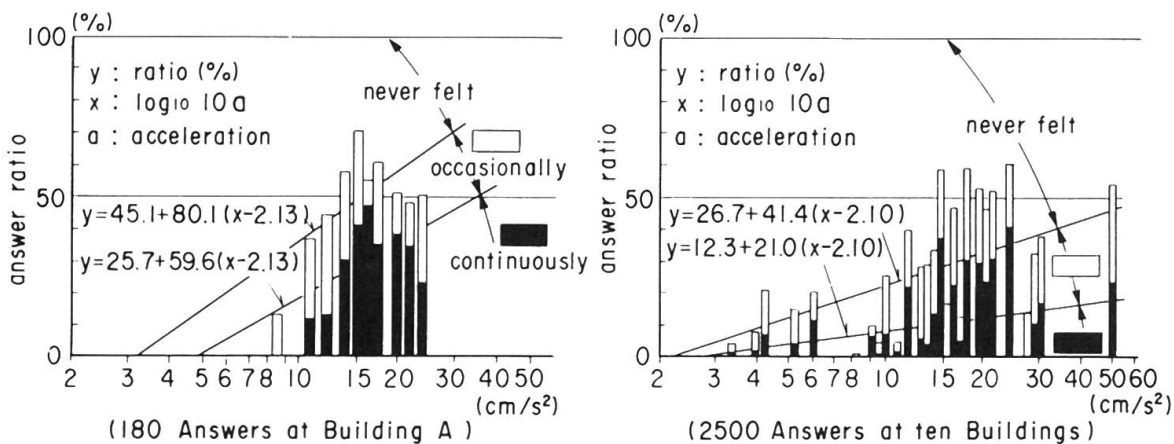 (%)
100
y : ratio (%)
x : log₁₀ 10a
a : acceleration
never felt
occasionally
50
y=45.1+80.1(x-2.13)
y=25.7+59.6(x-2.13)
continuously
answer ratio
0
2 3 4 5 6 7 8 10 15 20 30 40 50
(cm/s²)
(180 Answers at Building A)
(%)
100
y : ratio (%)
x : log₁₀ 10a
a : acceleration
never felt
50
y=26.7+41.4(x-2.10)
y=12.3+21.0(x-2.10)
answer ratio
0
2 3 4 5 6 7 8 10 15 20 30 40 50 60
(cm/s²)
(2500 Answers at ten Buildings)